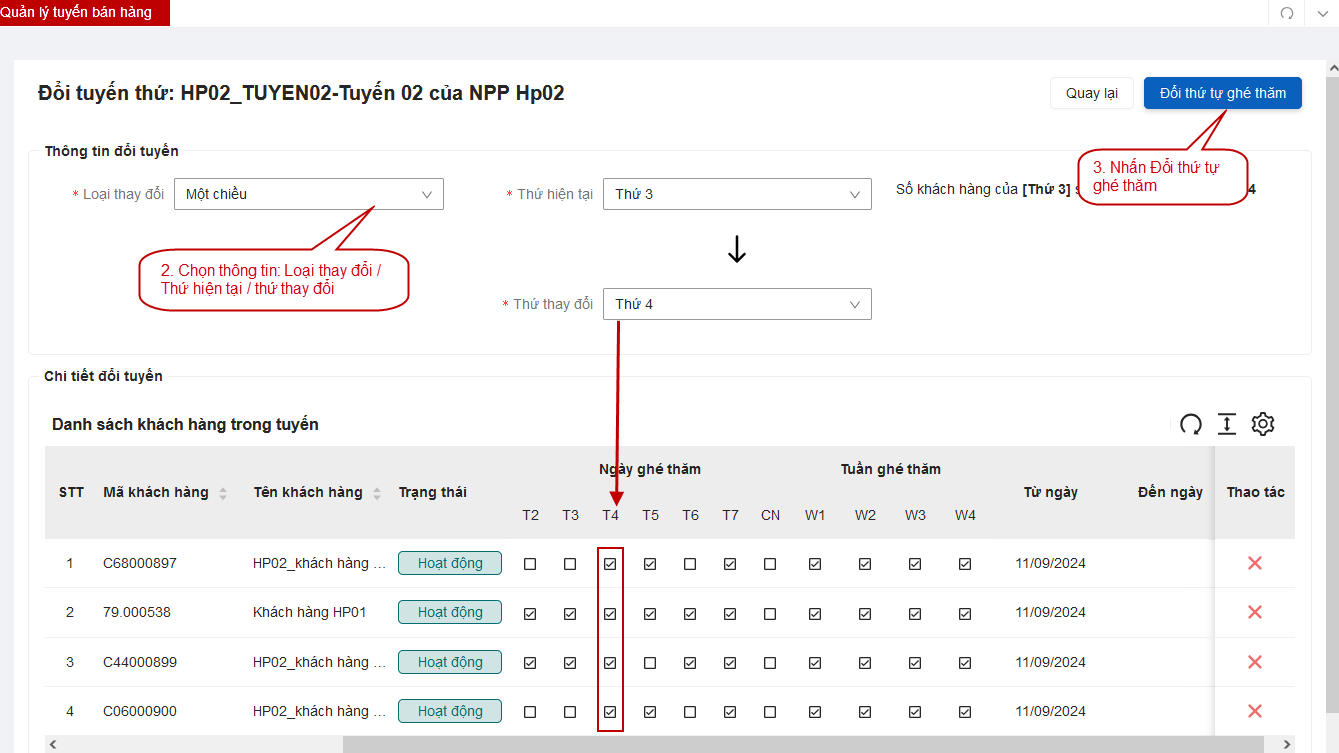 Quản lý tuyến bán hàng
Đổi tuyến thứ: HP02_TUYEN02-Tuyến 02 của NPP Hp02
Quay lại
Đổi thứ tự ghé thăm
Thông tin đổi tuyến
* Loại thay đổi
Một chiều
* Thứ hiện tại
Thứ 3
Số khách hàng của [Thứ 3] s
4
3. Nhấn Đổi thứ tự
ghé thăm
2. Chọn thông tin: Loại thay đổi /
Thứ hiện tại / thứ thay đổi
* Thứ thay đổi
Thứ 4
Chi tiết đổi tuyến
Danh sách khách hàng trong tuyến
STT Mã khách hàng Tên khách hàng Trạng thái Ngày ghé thăm Tuần ghé thăm Từ ngày Đến ngày Thao tác
T2 T3 T4 T5 T6 T7 CN W1 W2 W3 W4
1 C68000897 HP02_khách hàng ... Hoạt động 11/09/2024
2 79.000538 Khách hàng HP01 Hoạt động 11/09/2024
3 C44000899 HP02_khách hàng ... Hoạt động 11/09/2024
4 C06000900 HP02_khách hàng ... Hoạt động 11/09/2024